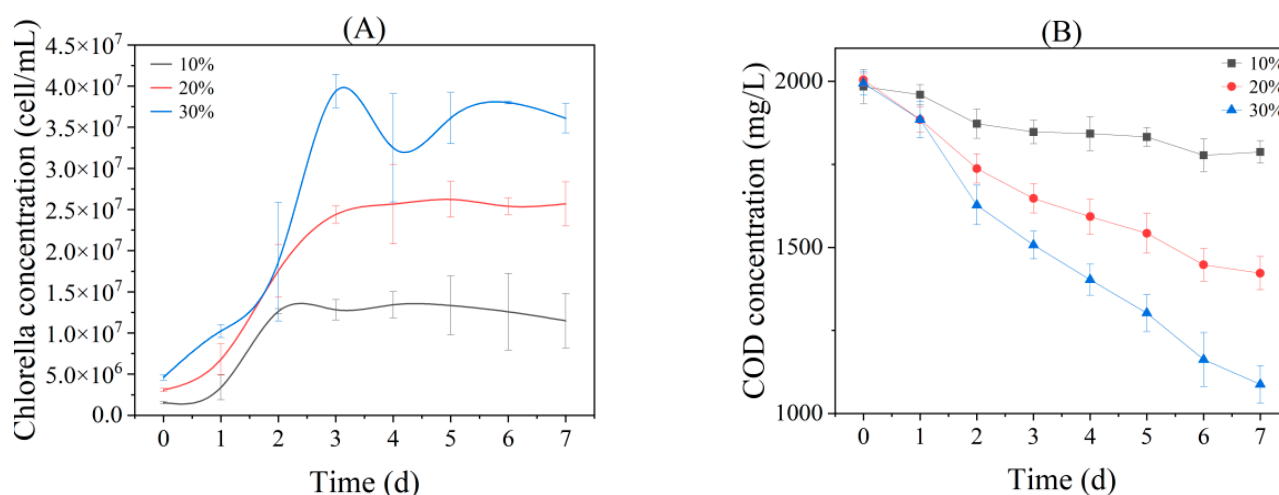 (A)
Chlorella concentration (cell/mL)
4.5×10⁷
4.0×10⁷
3.5×10⁷
3.0×10⁷
2.5×10⁷
2.0×10⁷
1.5×10⁷
1.0×10⁷
5.0×10⁶
0.0
10%
20%
30%
0 1 2 3 4 5 6 7
Time (d)
(B)
COD concentration (mg/L)
2000
1500
1000
10%
20%
30%
0 1 2 3 4 5 6 7
Time (d)